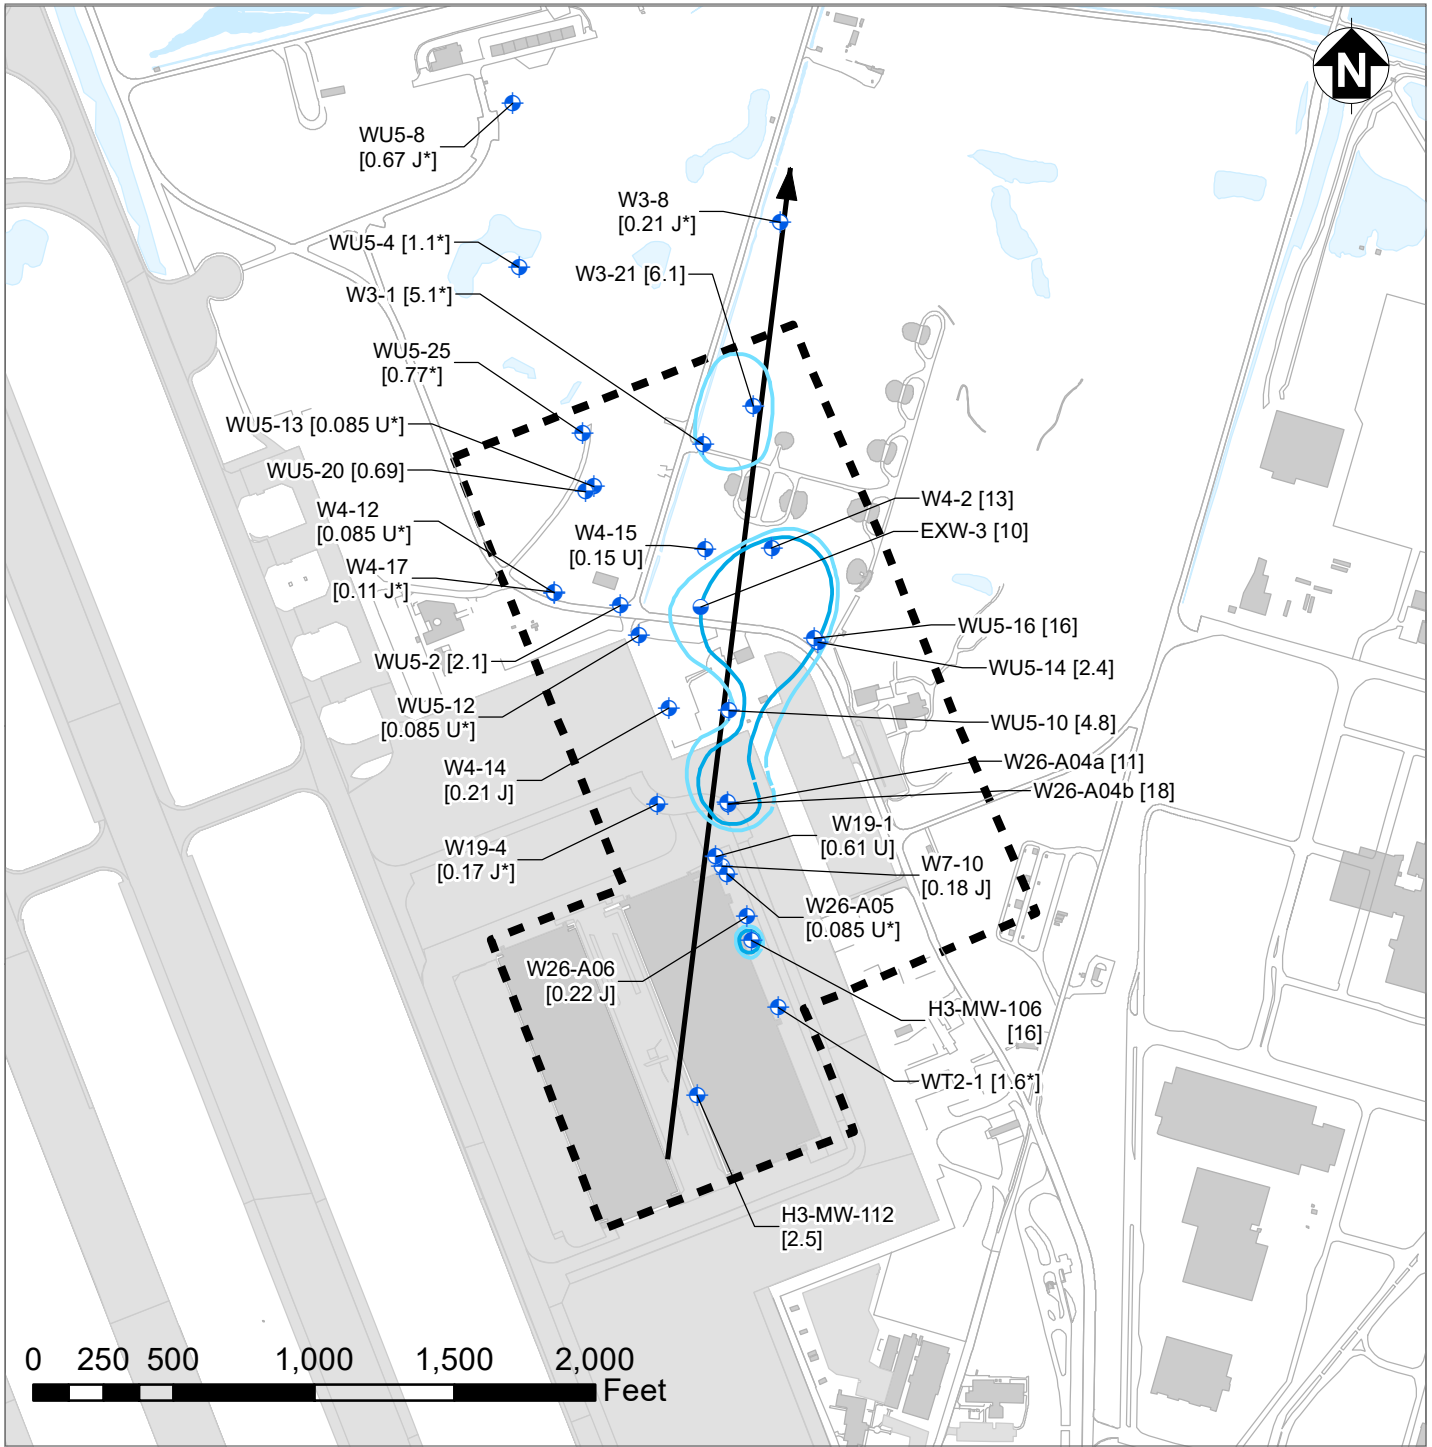 N
WU5-8
[0.67 J*]
W3-8
[0.21 J*]
WU5-4 [1.1*]
W3-21 [6.1]
W3-1 [5.1*]
WU5-25
[0.77*]
WU5-13 [0.085 U*]
WU5-20 [0.69]
W4-12
[0.085 U*]
W4-15
[0.15 U]
W4-2 [13]
EXW-3 [10]
W4-17
[0.11 J*]
WU5-16 [16]
WU5-2 [2.1]
WU5-14 [2.4]
WU5-12
[0.085 U*]
WU5-10 [4.8]
W4-14
[0.21 J]
W26-A04a [11]
W26-A04b [18]
W19-1
[0.61 U]
W19-4
[0.17 J*]
W7-10
[0.18 J]
W26-A05
[0.085 U*]
W26-A06
[0.22 J]
H3-MW-106
[16]
WT2-1 [1.6*]
H3-MW-112
[2.5]
0 250 500 1,000 1,500 2,000
Feet